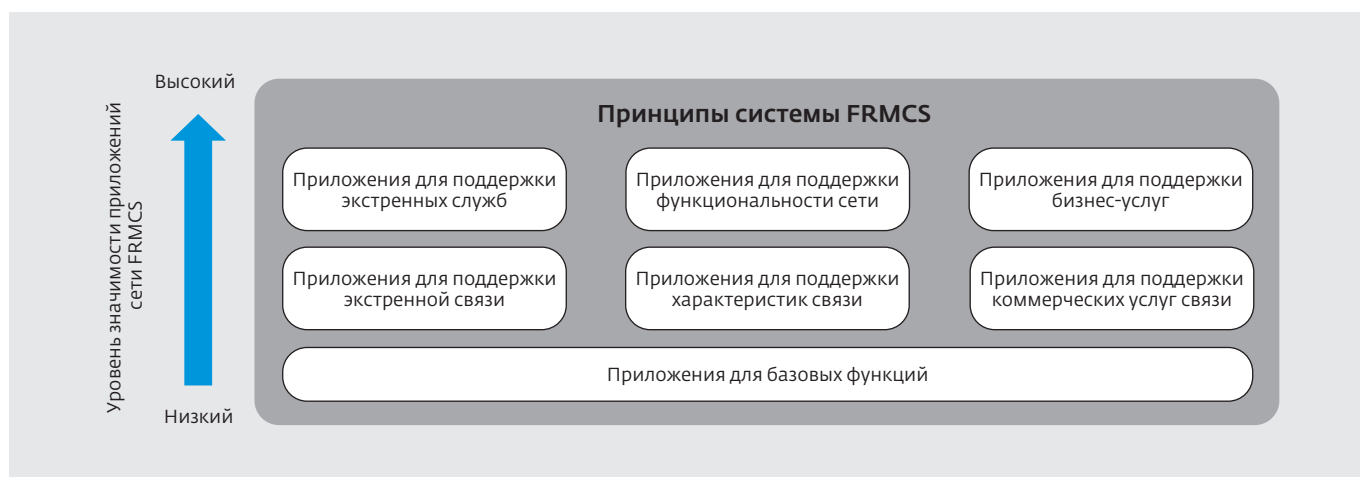 Высокий
Уровень значимости приложений
сети FRMCS
Низкий
Принципы системы FRMCS
Приложения для поддержки
экстренных служб
Приложения для поддержки
функциональности сети
Приложения для поддержки
бизнес-услуг
Приложения для поддержки
экстренной связи
Приложения для поддержки
характеристик связи
Приложения для поддержки
коммерческих услуг связи
Приложения для базовых функций